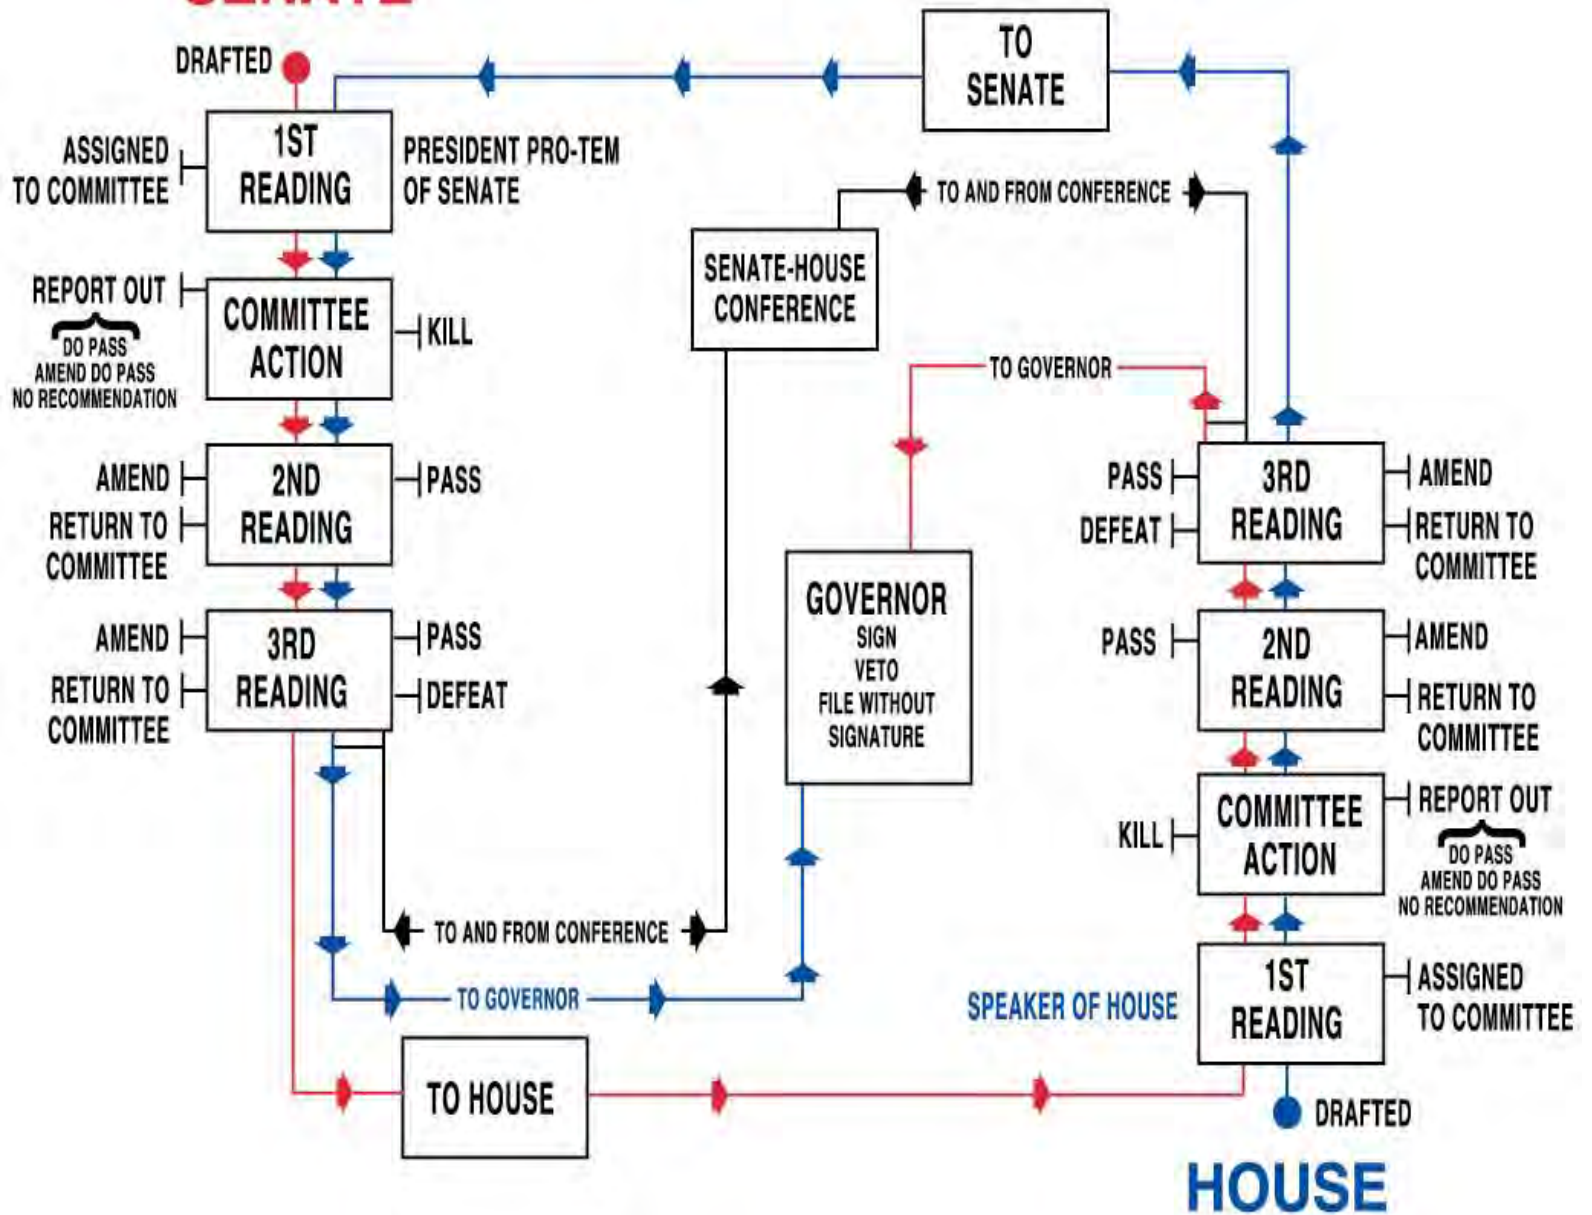 SENATE
DRAFTED
TO
SENATE
1ST
READING
ASSIGNED
TO COMMITTEE
PRESIDENT PRO-TEM
OF SENATE
TO AND FROM CONFERENCE
SENATE-HOUSE
CONFERENCE
REPORT OUT
DO PASS
AMEND DO PASS
NO RECOMMENDATION
COMMITTEE
ACTION
KILL
TO GOVERNOR
AMEND
RETURN TO
COMMITTEE
2ND
READING
PASS
PASS
DEFEAT
3RD
READING
AMEND
RETURN TO
COMMITTEE
AMEND
RETURN TO
COMMITTEE
3RD
READING
PASS
DEFEAT
GOVERNOR
SIGN
VETO
FILE WITHOUT
SIGNATURE
PASS
2ND
READING
AMEND
RETURN TO
COMMITTEE
KILL
COMMITTEE
ACTION
REPORT OUT
DO PASS
AMEND DO PASS
NO RECOMMENDATION
TO AND FROM CONFERENCE
TO GOVERNOR
SPEAKER OF HOUSE
1ST
READING
ASSIGNED
TO COMMITTEE
TO HOUSE
DRAFTED
HOUSE